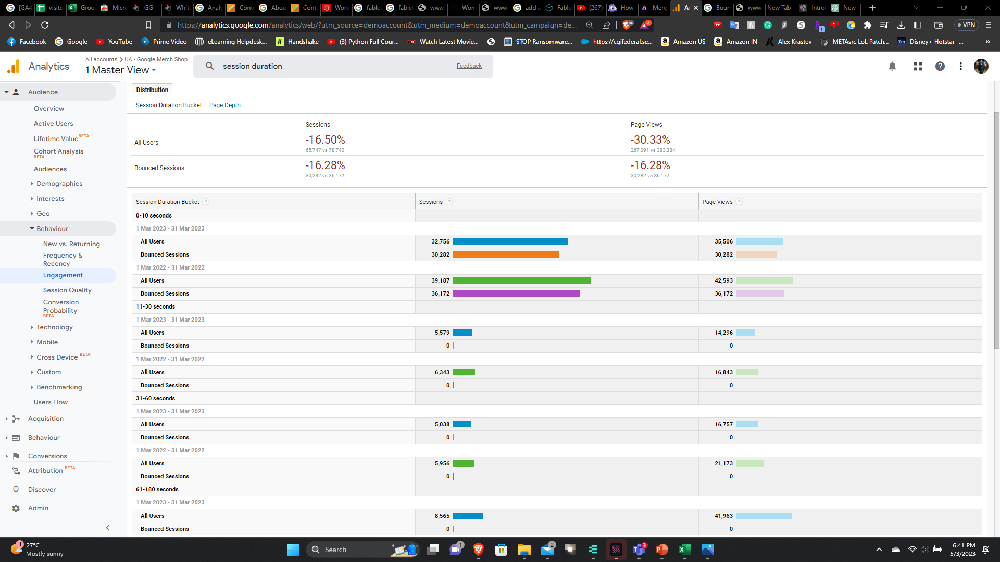 [GA4
visito
Group
Micro
GG
White
Analy
Conte
Abou
Conte
Work
fable
fable
www.
Wom
www.
add a
Fable
(267)
How
Merg
A
Boun
www.
New Tab
Introd
New
https://analytics.google.com/analytics/web/?utm_source=demoaccount&utm_medium=demoaccount&utm_campaign=de...
84
2
1
VPN
Facebook
Google
YouTube
Prime Video
eLearning Helpdesk...
Handshake
(3) Python Full Cour...
Watch Latest Movie...
STOP Ransomware...
https://cgifederal.se...
Amazon US
Amazon IN
Alex Krastev
METAsrc LoL Patch...
Disney+ Hotstar -...
»
Analytics
All accounts > UA - Google Merch Shop
1 Master View
session duration
Feedback
Audience
Overview
Active Users
Lifetime Value BETA
Cohort Analysis
BETA
Audiences
Demographics
Interests
Geo
Behaviour
New vs. Returning
Frequency &
Recency
Engagement
Session Quality
Conversion
Probability
BETA
Technology
Mobile
Cross Device BETA
Custom
Benchmarking
Users Flow
Acquisition
Behaviour
Conversions
Attribution BETA
Discover
Admin
Distribution
Session Duration Bucket Page Depth
Sessions Page Views
All Users
-16.50% -30.33%
65,747 vs 78,740 267,091 vs 383,384
Bounced Sessions
-16.28% -16.28%
30,282 vs 36,172 30,282 vs 36,172
Session Duration Bucket ? Sessions ? Page Views ?
0-10 seconds
1 Mar 2023 - 31 Mar 2023
All Users 32,756 35,506
Bounced Sessions 30,282 30,282
1 Mar 2022 - 31 Mar 2022
All Users 39,187 42,593
Bounced Sessions 36,172 36,172
11-30 seconds
1 Mar 2023 - 31 Mar 2023
All Users 5,579 14,296
Bounced Sessions 0 0
1 Mar 2022 - 31 Mar 2022
All Users 6,343 16,843
Bounced Sessions 0 0
31-60 seconds
1 Mar 2023 - 31 Mar 2023
All Users 5,038 16,757
Bounced Sessions 0 0
1 Mar 2022 - 31 Mar 2022
All Users 5,956 21,173
Bounced Sessions 0 0
61-180 seconds
1 Mar 2023 - 31 Mar 2023
All Users 8,565 41,963
Bounced Sessions 0 0
1
27°C
Mostly sunny
Search
1
2
3
6:41 PM
5/3/2023